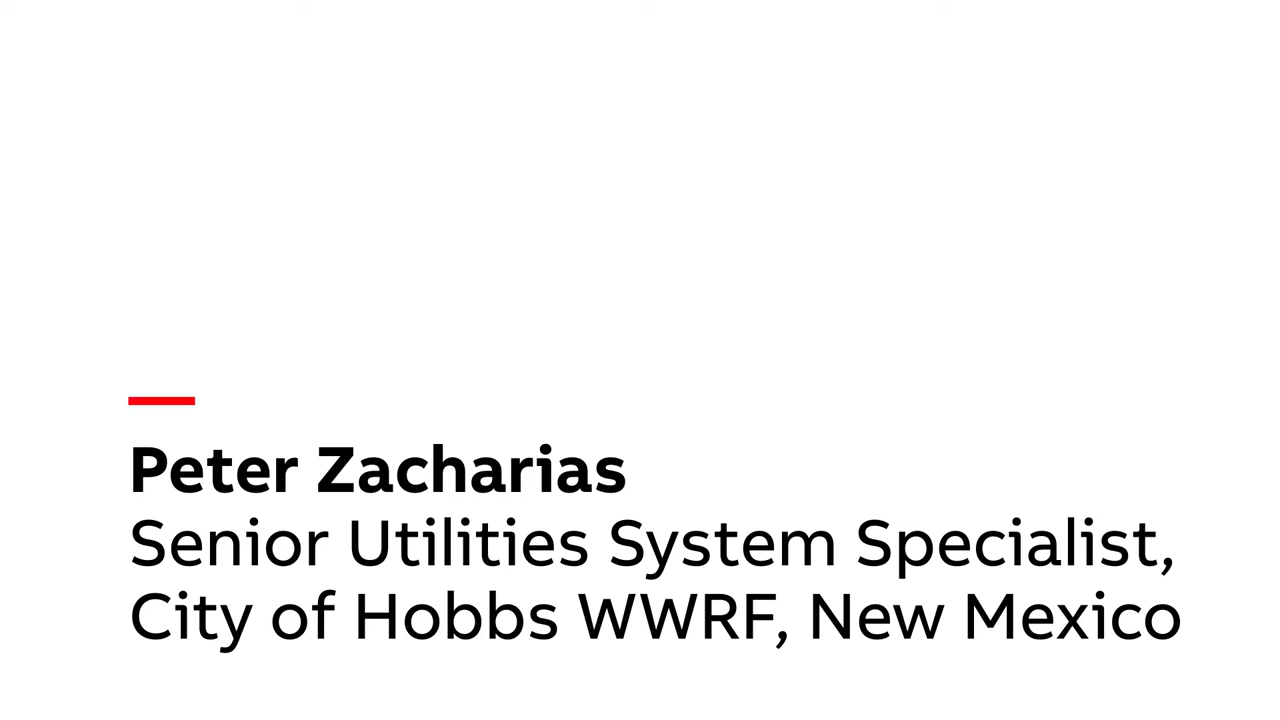 Peter Zacharias
Senior Utilities System Specialist,
City of Hobbs WWRF, New Mexico